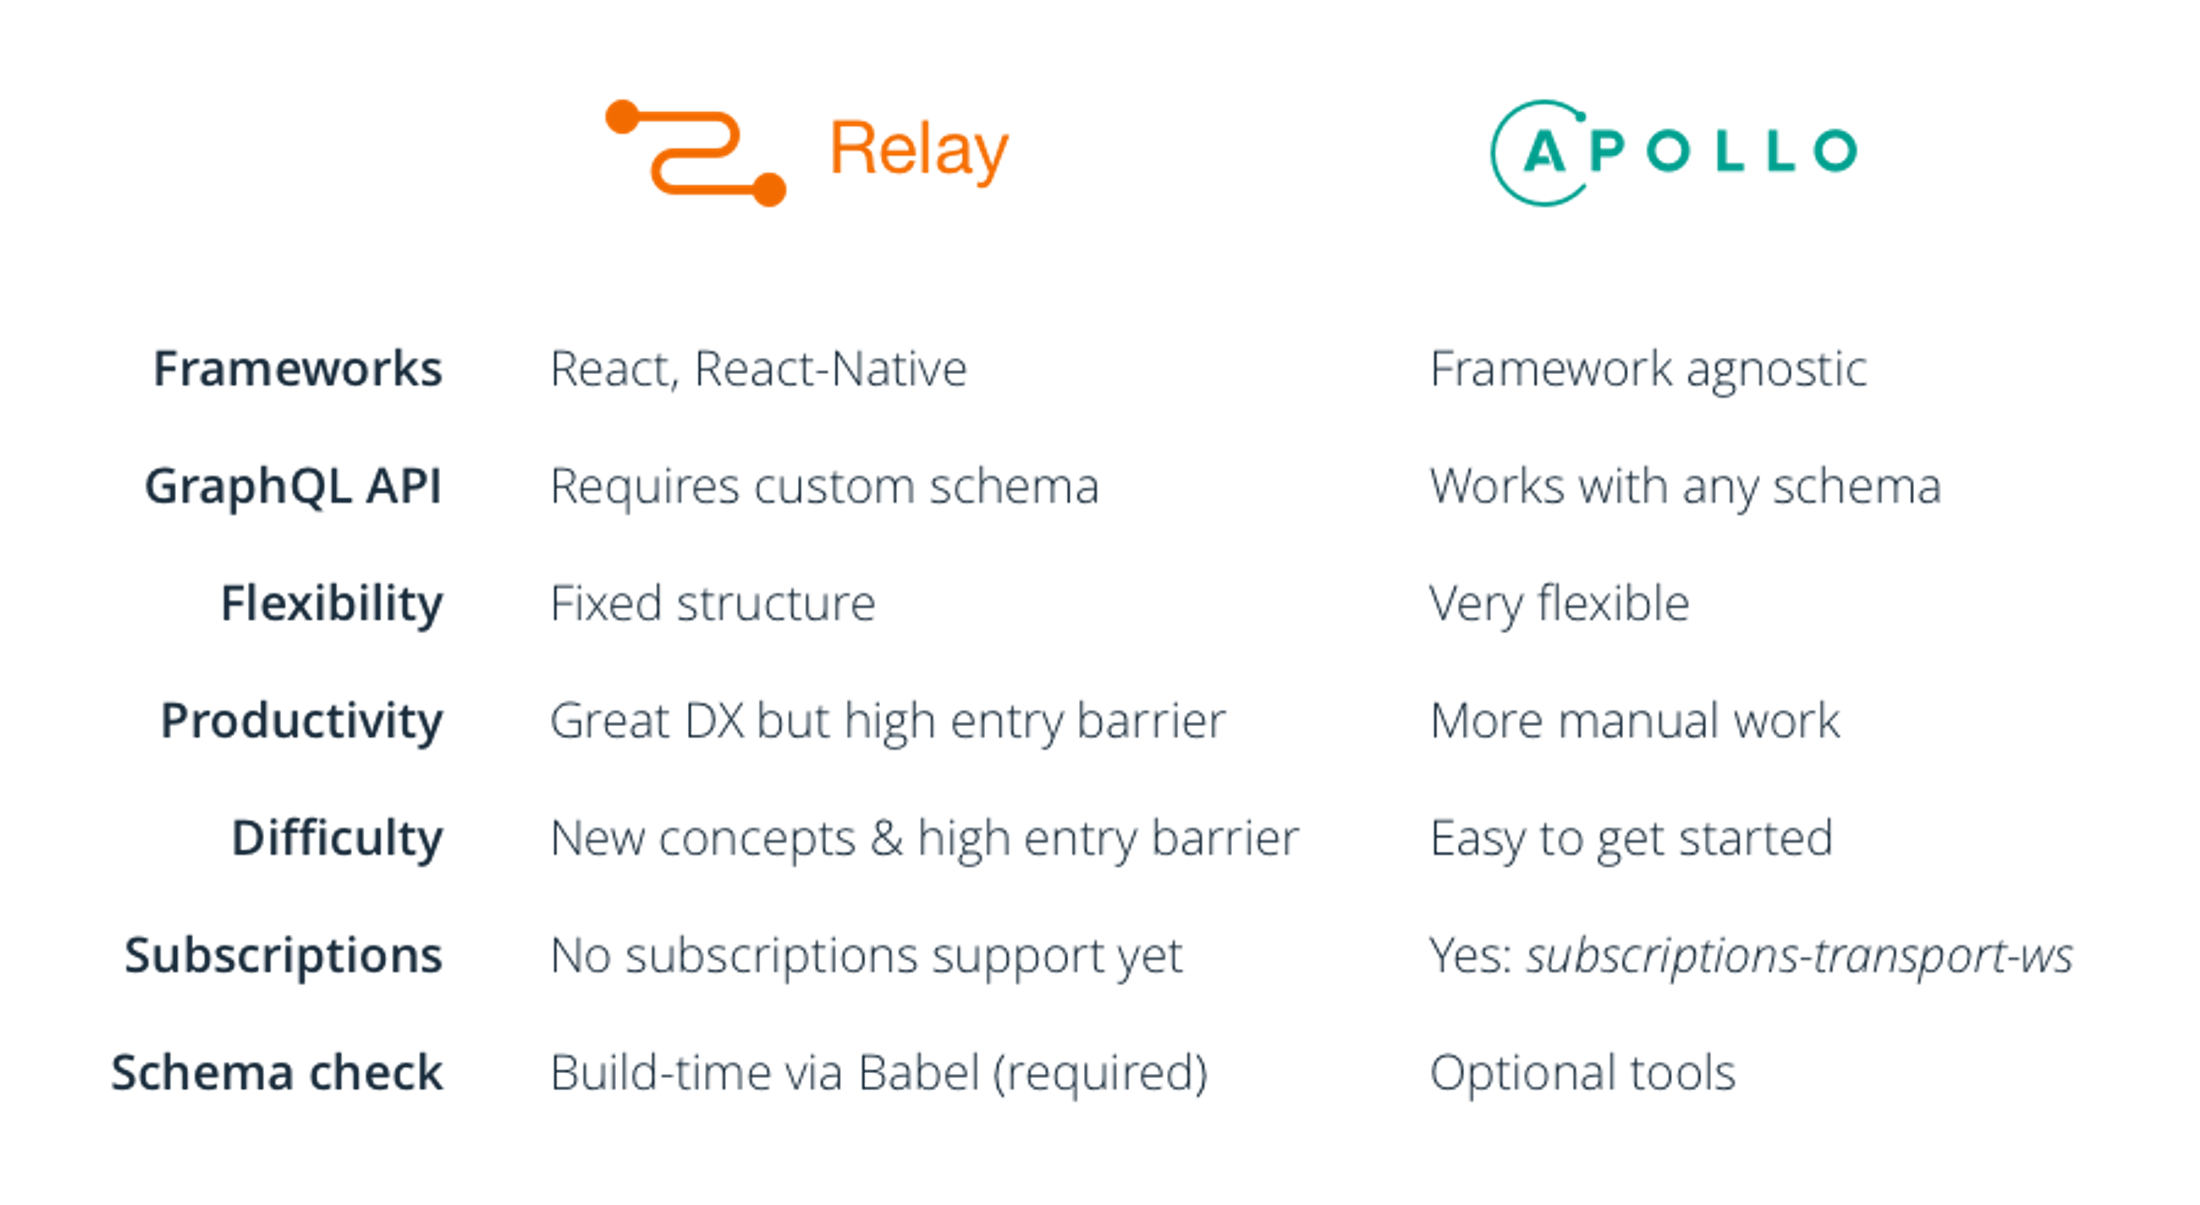 Relay APOLLO
Frameworks React, React-Native Framework agnostic
GraphQL API Requires custom schema Works with any schema
Flexibility Fixed structure Very flexible
Productivity Great DX but high entry barrier More manual work
Difficulty New concepts & high entry barrier Easy to get started
Subscriptions No subscriptions support yet Yes: subscriptions-transport-ws
Schema check Build-time via Babel (required) Optional tools